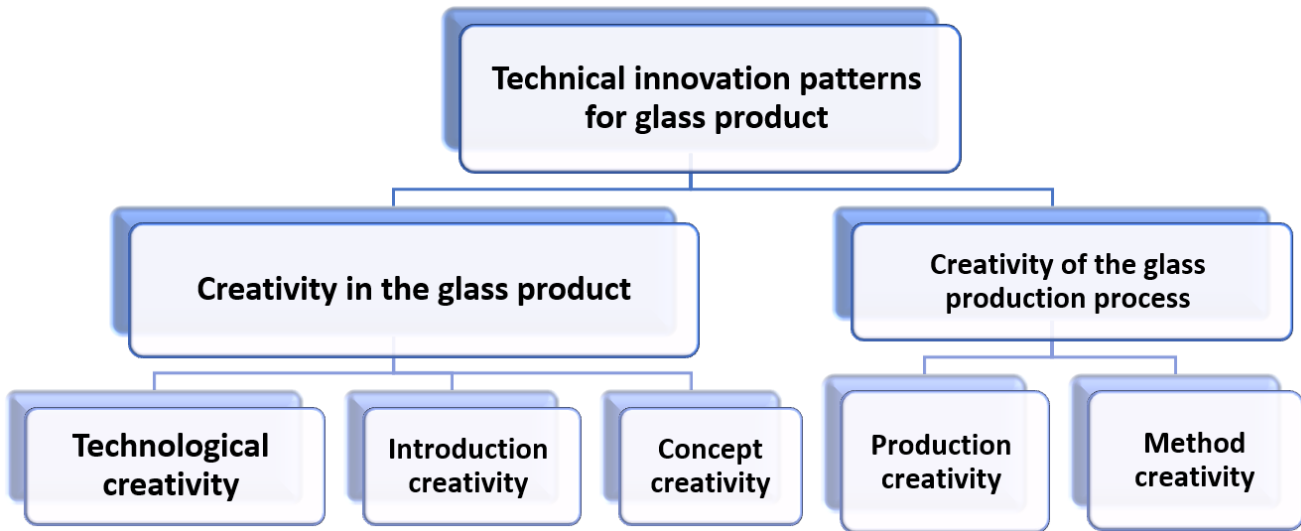 Technical innovation patterns
for glass product
Creativity in the glass product
Creativity of the glass
production process
Technological
creativity
Introduction
creativity
Concept
creativity
Production
creativity
Method
creativity